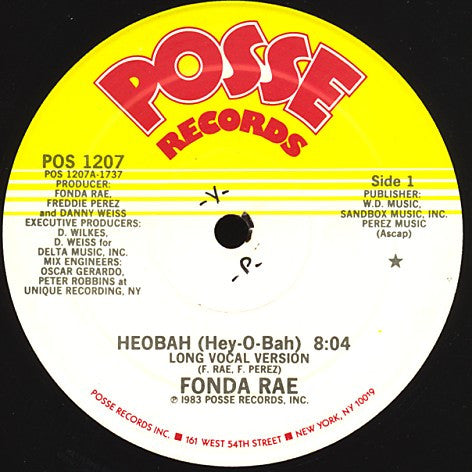 POSSE
RECORDS
POS 1207
POS 1207A-1737
PRODUCER:
FONDA RAE,
FREDDIE PEREZ
and DANNY WEISS
EXECUTIVE PRODUCERS:
D. WILKES,
D. WEISS for
DELTA MUSIC, INC.
MIX ENGINEERS:
OSCAR GERARDO,
PETER ROBBINS at
UNIQUE RECORDING, NY
-Y-
-P-
Side 1
PUBLISHER:
W.D. MUSIC,
SANDBOX MUSIC, INC.
PEREZ MUSIC
(Ascap)
HEOBAH (Hey-O-Bah) 8:04
LONG VOCAL VERSION
(F. RAE, F. PEREZ)
FONDA RAE
℗ 1983 POSSE RECORDS, INC.
POSSE RECORDS INC. ■ 161 WEST 54TH STREET ■ NEW YORK, NY 10019